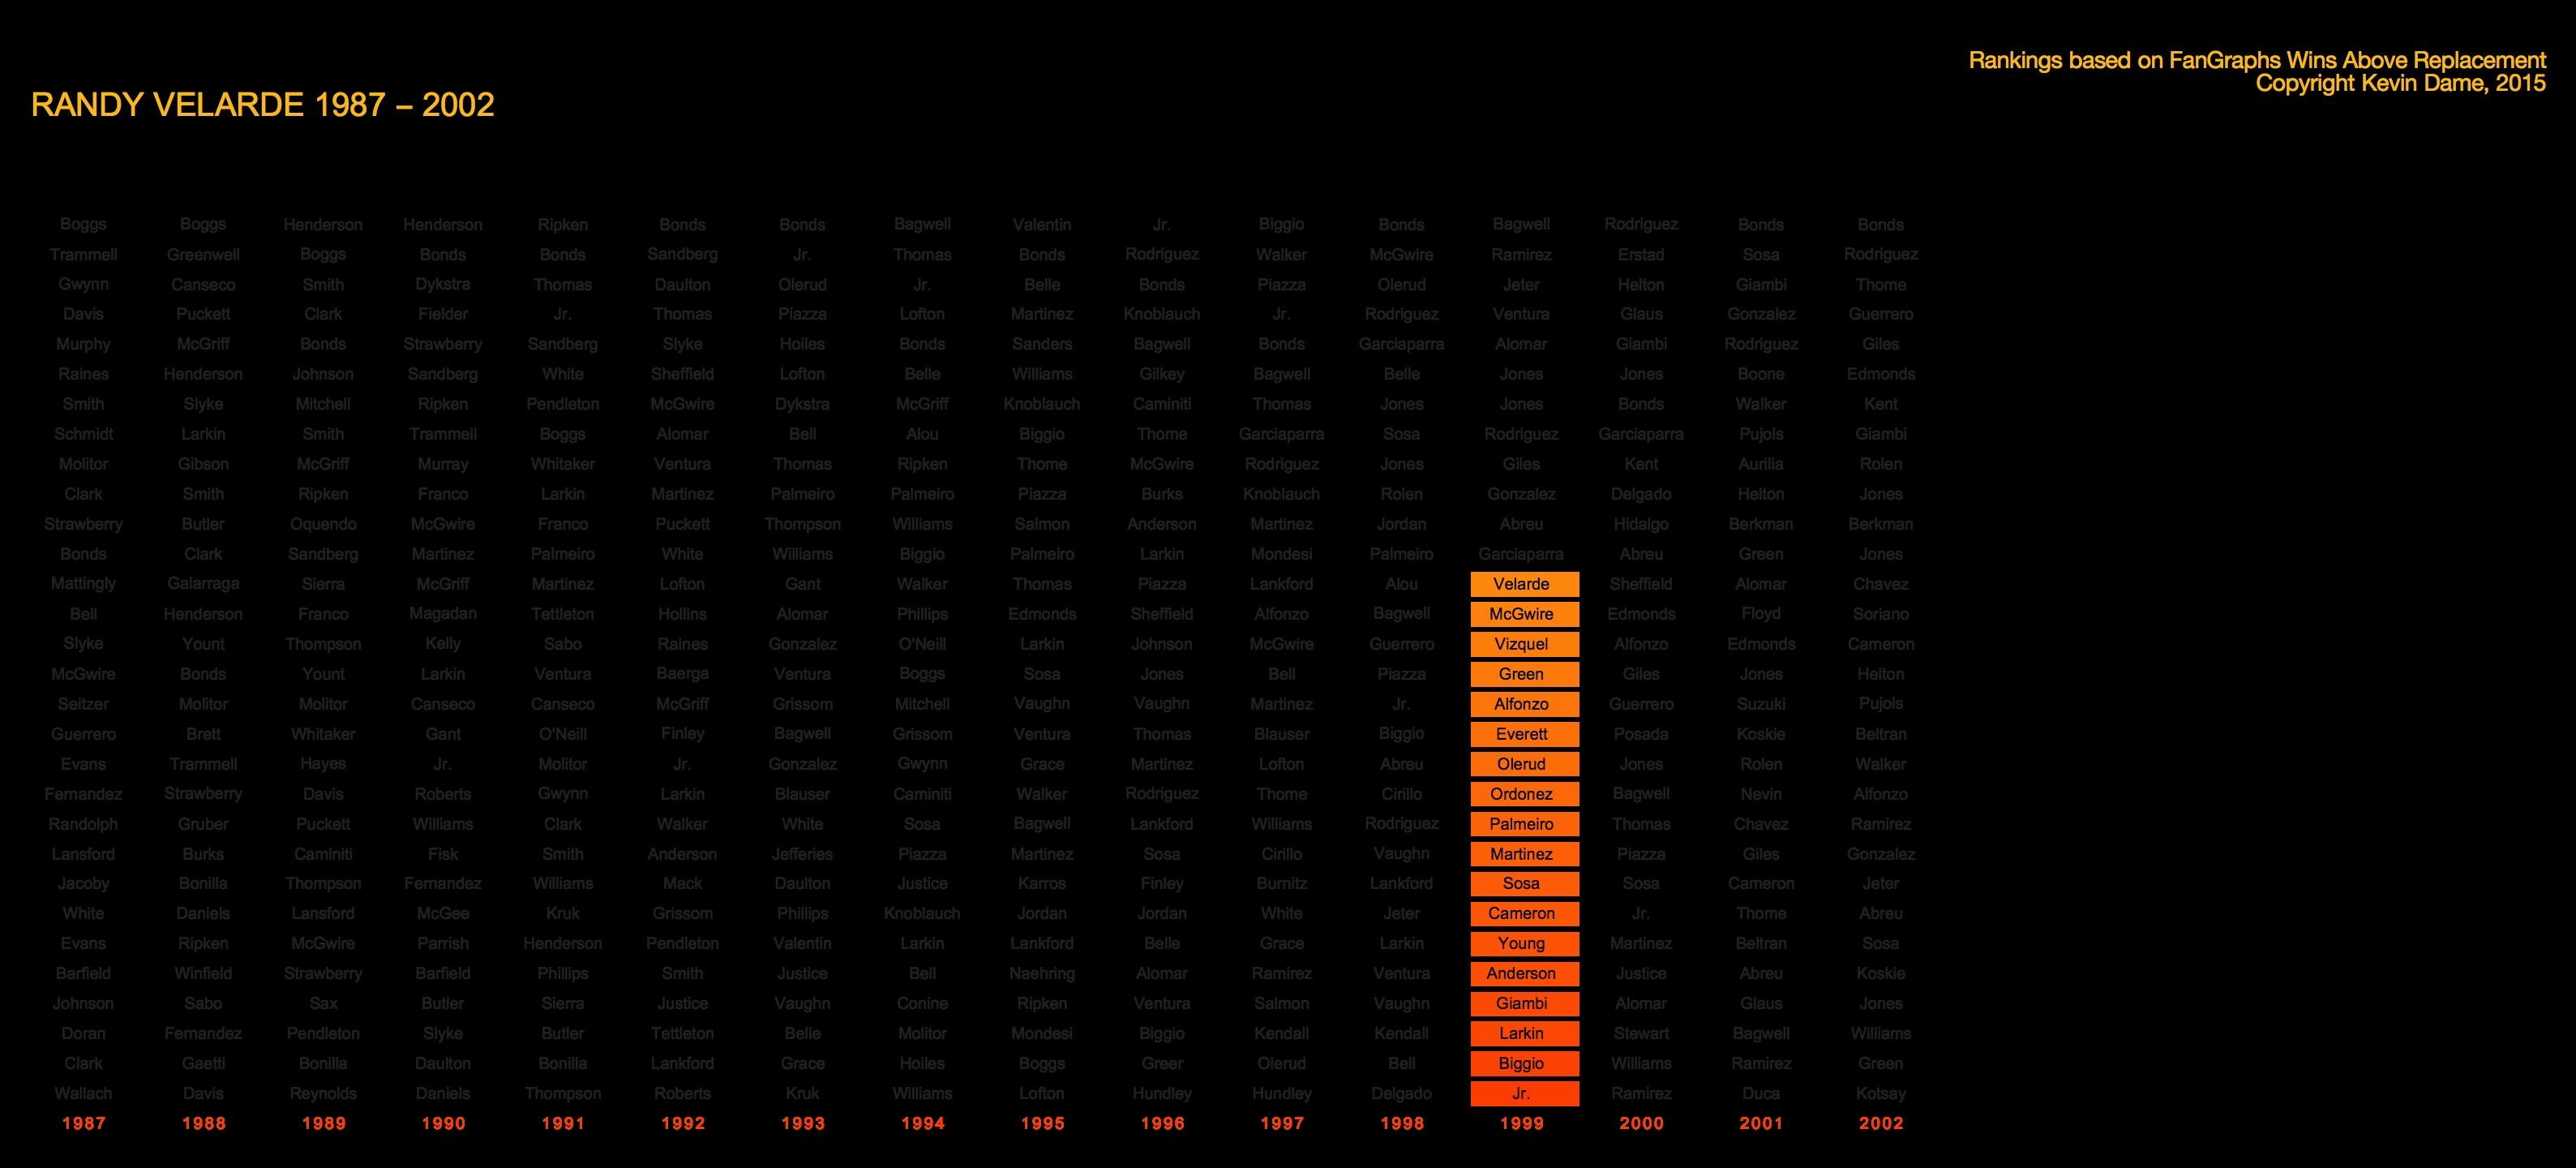 Rankings based on FanGraphs Wins Above Replacement
Copyright Kevin Dame, 2015
RANDY VELARDE 1987 – 2002
Boggs Boggs Henderson Henderson Ripken Bonds Bonds Bagwell Valentin Jr. Biggio Bonds Bagwell Rodriguez Bonds Bonds
Trammell Greenwell Boggs Bonds Bonds Sandberg Jr. Thomas Bonds Rodriguez Walker McGwire Ramirez Erstad Sosa Rodriguez
Gwynn Canseco Smith Dykstra Thomas Daulton Olerud Jr. Belle Bonds Piazza Olerud Jeter Helton Giambi Thome
Davis Puckett Clark Fielder Jr. Thomas Piazza Lofton Martinez Knoblauch Jr. Rodriguez Ventura Glaus Gonzalez Guerrero
Murphy McGriff Bonds Strawberry Sandberg Slyke Hoiles Bonds Sanders Bagwell Bonds Garciaparra Alomar Giambi Rodriguez Giles
Raines Henderson Johnson Sandberg White Sheffield Lofton Belle Williams Gilkey Bagwell Belle Jones Jones Boone Edmonds
Smith Slyke Mitchell Ripken Pendleton McGwire Dykstra McGriff Knoblauch Caminiti Thomas Jones Jones Bonds Walker Kent
Schmidt Larkin Smith Trammell Boggs Alomar Bell Alou Biggio Thome Garciaparra Sosa Rodriguez Garciaparra Pujols Giambi
Molitor Gibson McGriff Murray Whitaker Ventura Thomas Ripken Thome McGwire Rodriguez Jones Giles Kent Aurilia Rolen
Clark Smith Ripken Franco Larkin Martinez Palmeiro Palmeiro Piazza Burks Knoblauch Rolen Gonzalez Delgado Helton Jones
Strawberry Butler Oquendo McGwire Franco Puckett Thompson Williams Salmon Anderson Martinez Jordan Abreu Hidalgo Berkman Berkman
Bonds Clark Sandberg Martinez Palmeiro White Williams Biggio Palmeiro Larkin Mondesi Palmeiro Garciaparra Abreu Green Jones
Mattingly Galarraga Sierra McGriff Martinez Lofton Gant Walker Thomas Piazza Lankford Alou Velarde Sheffield Alomar Chavez
Bell Henderson Franco Magadan Tettleton Hollins Alomar Phillips Edmonds Sheffield Alfonzo Bagwell McGwire Edmonds Floyd Soriano
Slyke Yount Thompson Kelly Sabo Raines Gonzalez O'Neill Larkin Johnson McGwire Guerrero Vizquel Alfonzo Edmonds Cameron
McGwire Bonds Yount Larkin Ventura Baerga Ventura Boggs Sosa Jones Bell Piazza Green Giles Jones Helton
Seitzer Molitor Molitor Canseco Canseco McGriff Grissom Mitchell Vaughn Vaughn Martinez Jr. Alfonzo Guerrero Suzuki Pujols
Guerrero Brett Whitaker Gant O'Neill Finley Bagwell Grissom Ventura Thomas Blauser Biggio Everett Posada Koskie Beltran
Evans Trammell Hayes Jr. Molitor Jr. Gonzalez Gwynn Grace Martinez Lofton Abreu Olerud Jones Rolen Walker
Fernandez Strawberry Davis Roberts Gwynn Larkin Blauser Caminiti Walker Rodriguez Thome Cirillo Ordonez Bagwell Nevin Alfonzo
Randolph Gruber Puckett Williams Clark Walker White Sosa Bagwell Lankford Williams Rodriguez Palmeiro Thomas Chavez Ramirez
Lansford Burks Caminiti Fisk Smith Anderson Jefferies Piazza Martinez Sosa Cirillo Vaughn Martinez Piazza Giles Gonzalez
Jacoby Bonilla Thompson Fernandez Williams Mack Daulton Justice Karros Finley Burnitz Lankford Sosa Sosa Cameron Jeter
White Daniels Lansford McGee Kruk Grissom Phillips Knoblauch Jordan Jordan White Jeter Cameron Jr. Thome Abreu
Evans Ripken McGwire Parrish Henderson Pendleton Valentin Larkin Lankford Belle Grace Larkin Young Martinez Beltran Sosa
Barfield Winfield Strawberry Barfield Phillips Smith Justice Bell Naehring Alomar Ramirez Ventura Anderson Justice Abreu Koskie
Johnson Sabo Sax Butler Sierra Justice Vaughn Conine Ripken Ventura Salmon Vaughn Giambi Alomar Glaus Jones
Doran Fernandez Pendleton Slyke Butler Tettleton Belle Molitor Mondesi Biggio Kendall Kendall Larkin Stewart Bagwell Williams
Clark Gaetti Bonilla Daulton Bonilla Lankford Grace Hoiles Boggs Greer Olerud Bell Biggio Williams Ramirez Green
Wallach Davis Reynolds Daniels Thompson Roberts Kruk Williams Lofton Hundley Hundley Delgado Jr. Ramirez Duca Kotsay
1987 1988 1989 1990 1991 1992 1993 1994 1995 1996 1997 1998 1999 2000 2001 2002